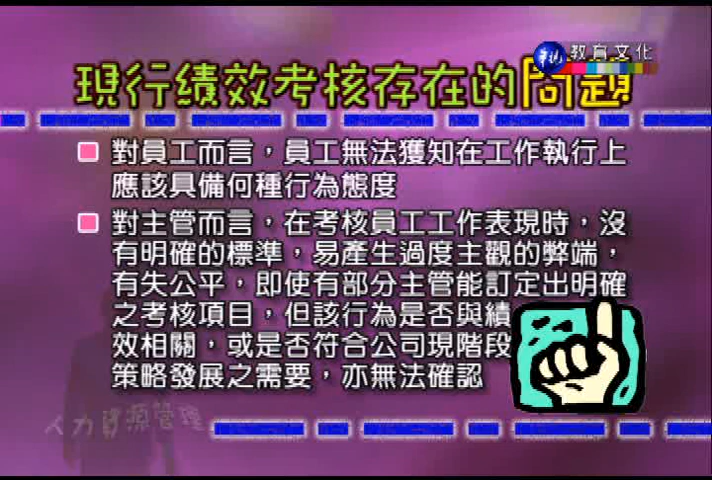 教育文化
現行績效考核存在的問題
對員工而言，員工無法獲知在工作執行上
應該具備何種行為態度
對主管而言，在考核員工工作表現時，沒
有明確的標準，易產生過度主觀的弊端，
有失公平，即使有部分主管能訂定出明確
之考核項目，但該行為是否與績
效相關，或是否符合公司現階段
策略發展之需要，亦無法確認
人力資源管理